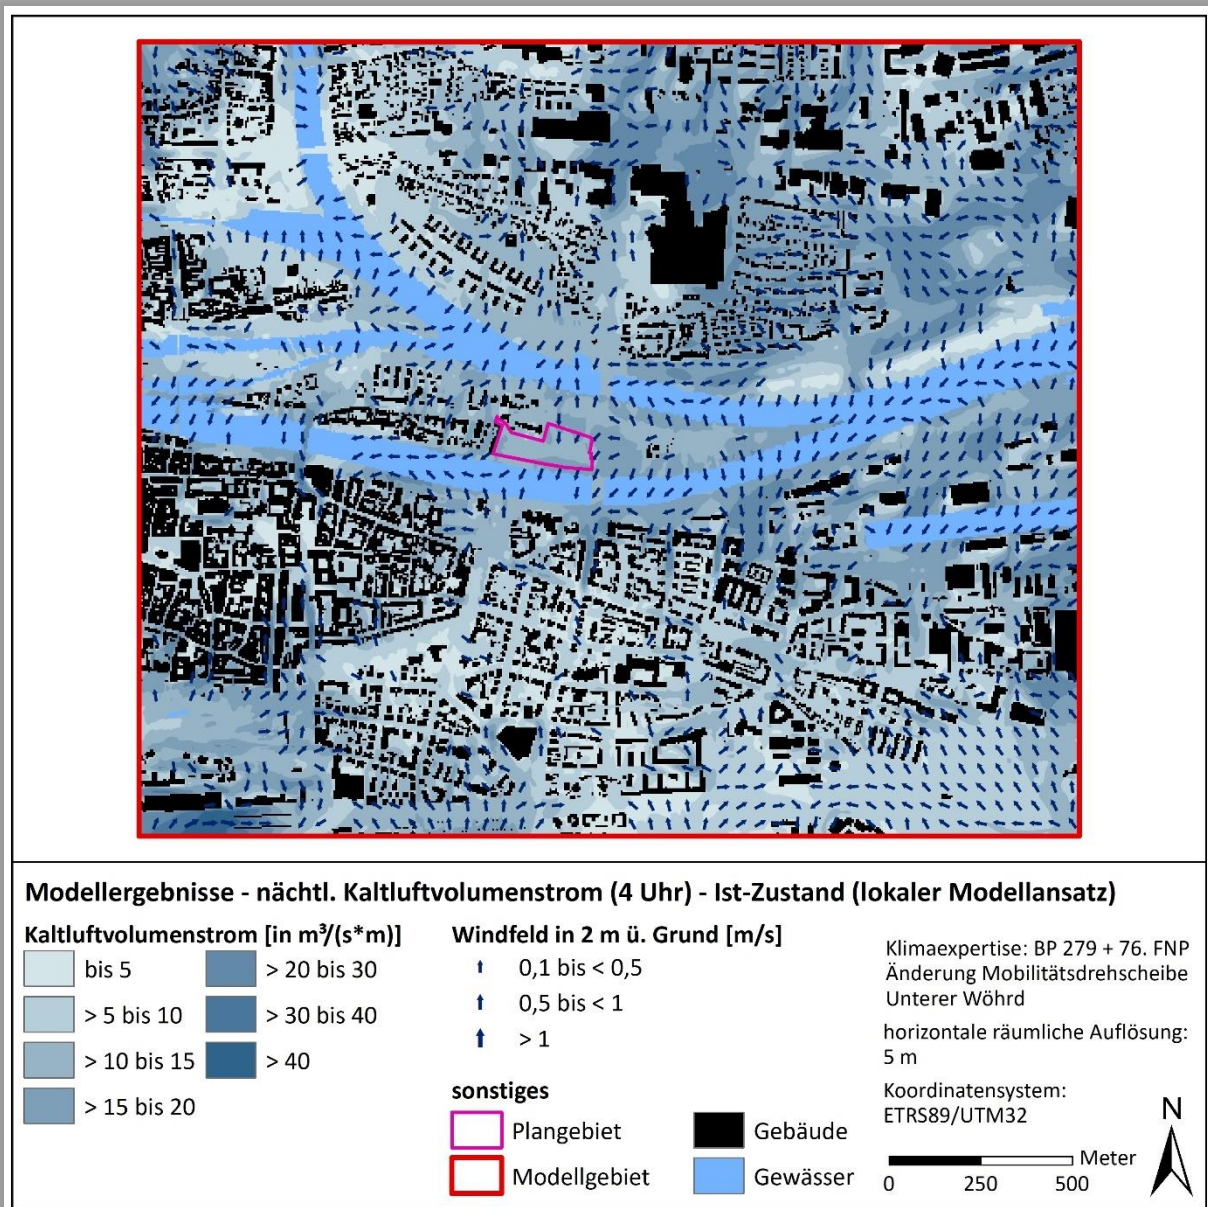 Modellergebnisse - nächtl. Kaltluftvolumenstrom (4 Uhr) - Ist-Zustand (lokaler Modellansatz)
Kaltluftvolumenstrom [in m³/(s*m)]
bis 5
> 5 bis 10
> 10 bis 15
> 15 bis 20
> 20 bis 30
> 30 bis 40
> 40
Windfeld in 2 m ü. Grund [m/s]
0,1 bis < 0,5
0,5 bis < 1
> 1
sonstiges
Plangebiet
Modellgebiet
Gebäude
Gewässer
Klimaexpertise: BP 279 + 76. FNP
Änderung Mobilitätsdrehscheibe
Unterer Wöhrd
horizontale räumliche Auflösung:
5 m
Koordinatensystem:
ETRS89/UTM32
N
Meter
0 250 500